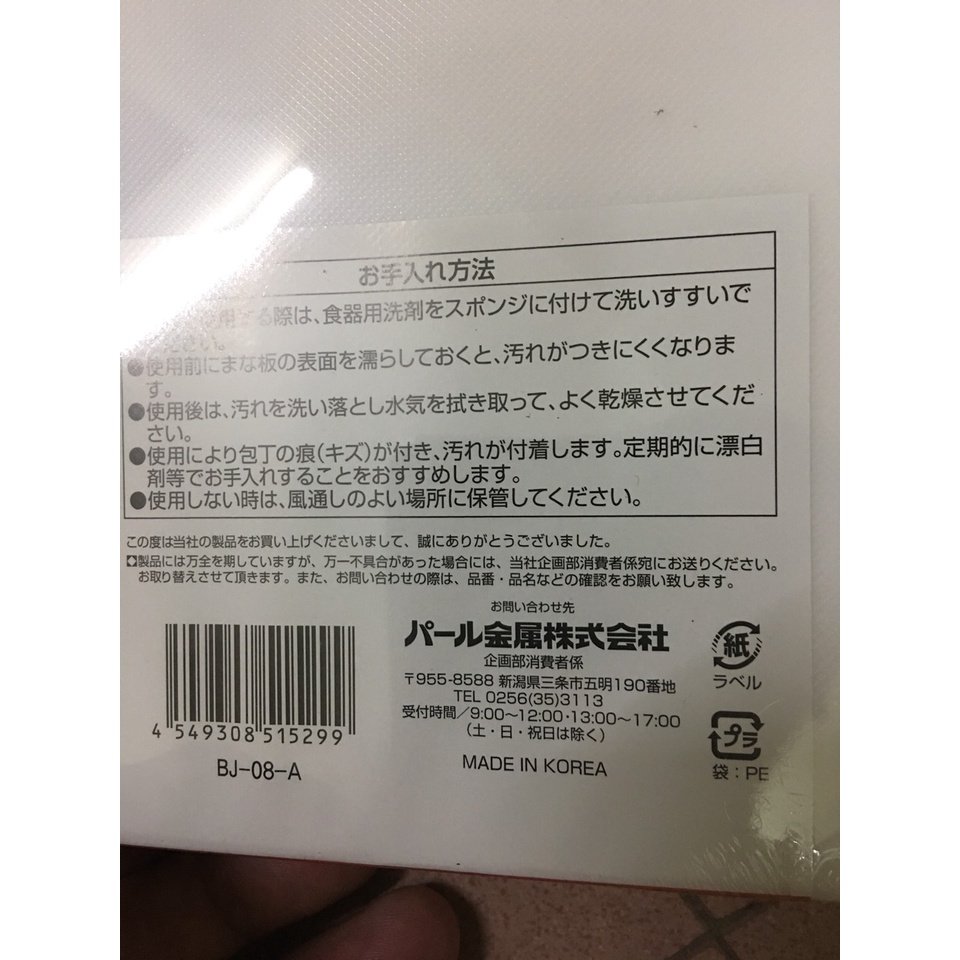 お手入れ方法
使用する際は、食器用洗剤をスポンジに付けて洗いすすいで
ださい。
●使用前にまな板の表面を濡らしておくと、汚れがつきにくくなりま
す。
●使用後は、汚れを洗い落とし水気を拭き取って、よく乾燥させてくだ
さい。
●使用により包丁の痕(キズ)が付き、汚れが付着します。定期的に漂白
剤等でお手入れすることをおすすめします。
●使用しない時は、風通しのよい場所に保管してください。
この度は当社の製品をお買い上げくださいまして、誠にありがとうございました。
製品には万全を期していますが、万一不具合があった場合には、当社企画部消費者係宛にお送りください。
お取り替えさせて頂きます。また、お問い合わせの際は、品番・品名などの確認をお願い致します。
お問い合わせ先
パール金属株式会社
企画部消費者係
〒955-8588 新潟県三条市五明190番地
TEL 0256(35)3113
受付時間/9:00~12:00・13:00~17:00
(土・日・祝日は除く)
MADE IN KOREA
4 549308 515299
BJ-08-A
紙
ラベル
プラ
袋:PE